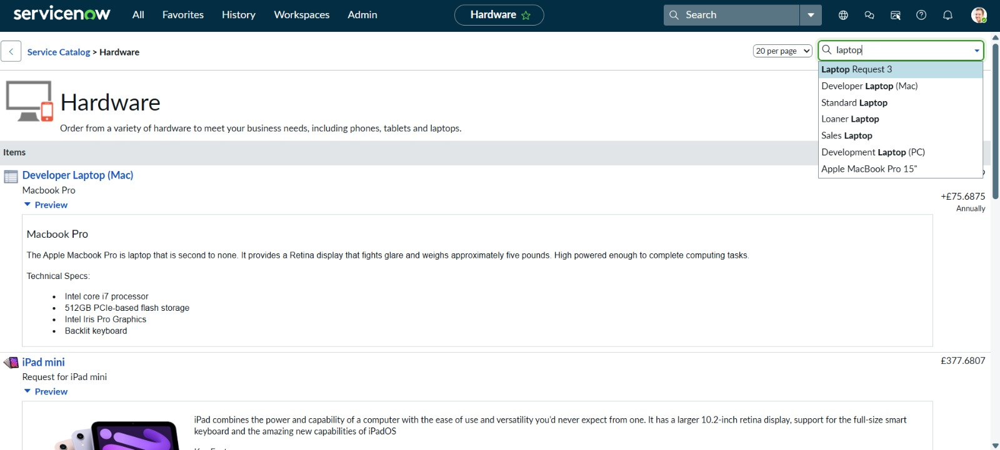 servicenow All Favorites History Workspaces Admin Hardware Search
Service Catalog > Hardware
20 per page
laptop
Laptop Request 3
Developer Laptop (Mac)
Standard Laptop
Loaner Laptop
Sales Laptop
Development Laptop (PC)
Apple MacBook Pro 15"
Hardware
Order from a variety of hardware to meet your business needs, including phones, tablets and laptops.
Items
Developer Laptop (Mac)
Macbook Pro
+£75.6875
Annually
Preview
Macbook Pro
The Apple Macbook Pro is laptop that is second to none. It provides a Retina display that fights glare and weighs approximately five pounds. High powered enough to complete computing tasks.
Technical Specs:
• Intel core i7 processor
• 512GB PCIe-based flash storage
• Intel Iris Pro Graphics
• Backlit keyboard
iPad mini
£377.6807
Request for iPad mini
Preview
iPad combines the power and capability of a computer with the ease of use and versatility you'd never expect from one. It has a larger 10.2-inch retina display, support for the full-size smart
keyboard and the amazing new capabilities of iPadOS